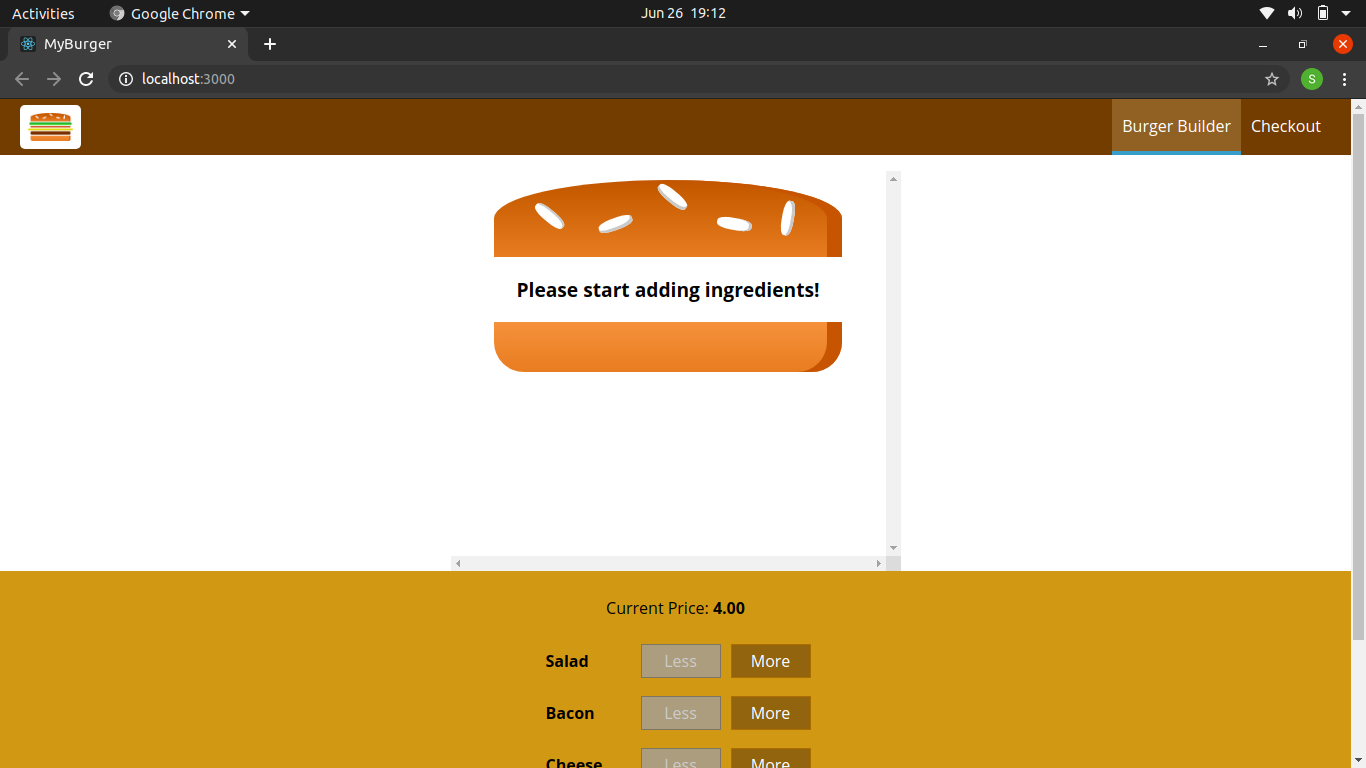 Activities
Google Chrome
Jun 26 19:12
MyBurger
localhost:3000
S
Burger Builder
Checkout
Please start adding ingredients!
Current Price: 4.00
Salad Less More
Bacon Less More
Cheese Less More